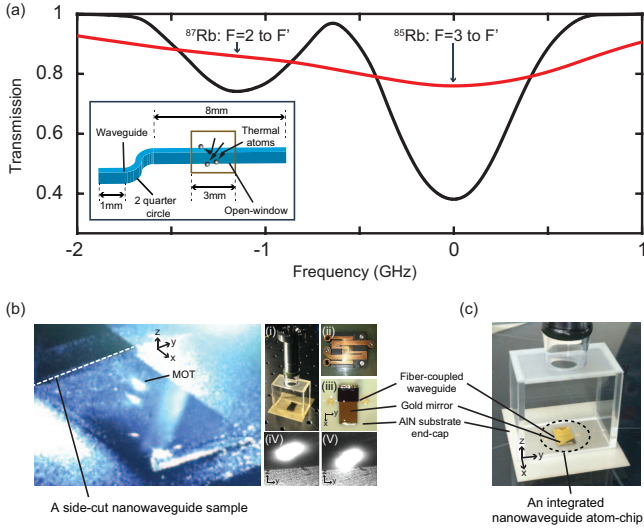 (a)
1
0.8
0.6
0.4
Transmission
⁸⁷Rb: F=2 to F'
⁸⁵Rb: F=3 to F'
8mm
Waveguide
Thermal
atoms
1mm
2 quarter
circle
3mm
Open-window
-2
-1
0
1
Frequency (GHz)
(b)
z
y
x
MOT
A side-cut nanowaveguide sample
(i)
(ii)
(iii)
x
y
(iV)
y
(V)
y
Fiber-coupled
waveguide
Gold mirror
AlN substrate
end-cap
(c)
z
y
x
An integrated
nanowaveguide atom-chip